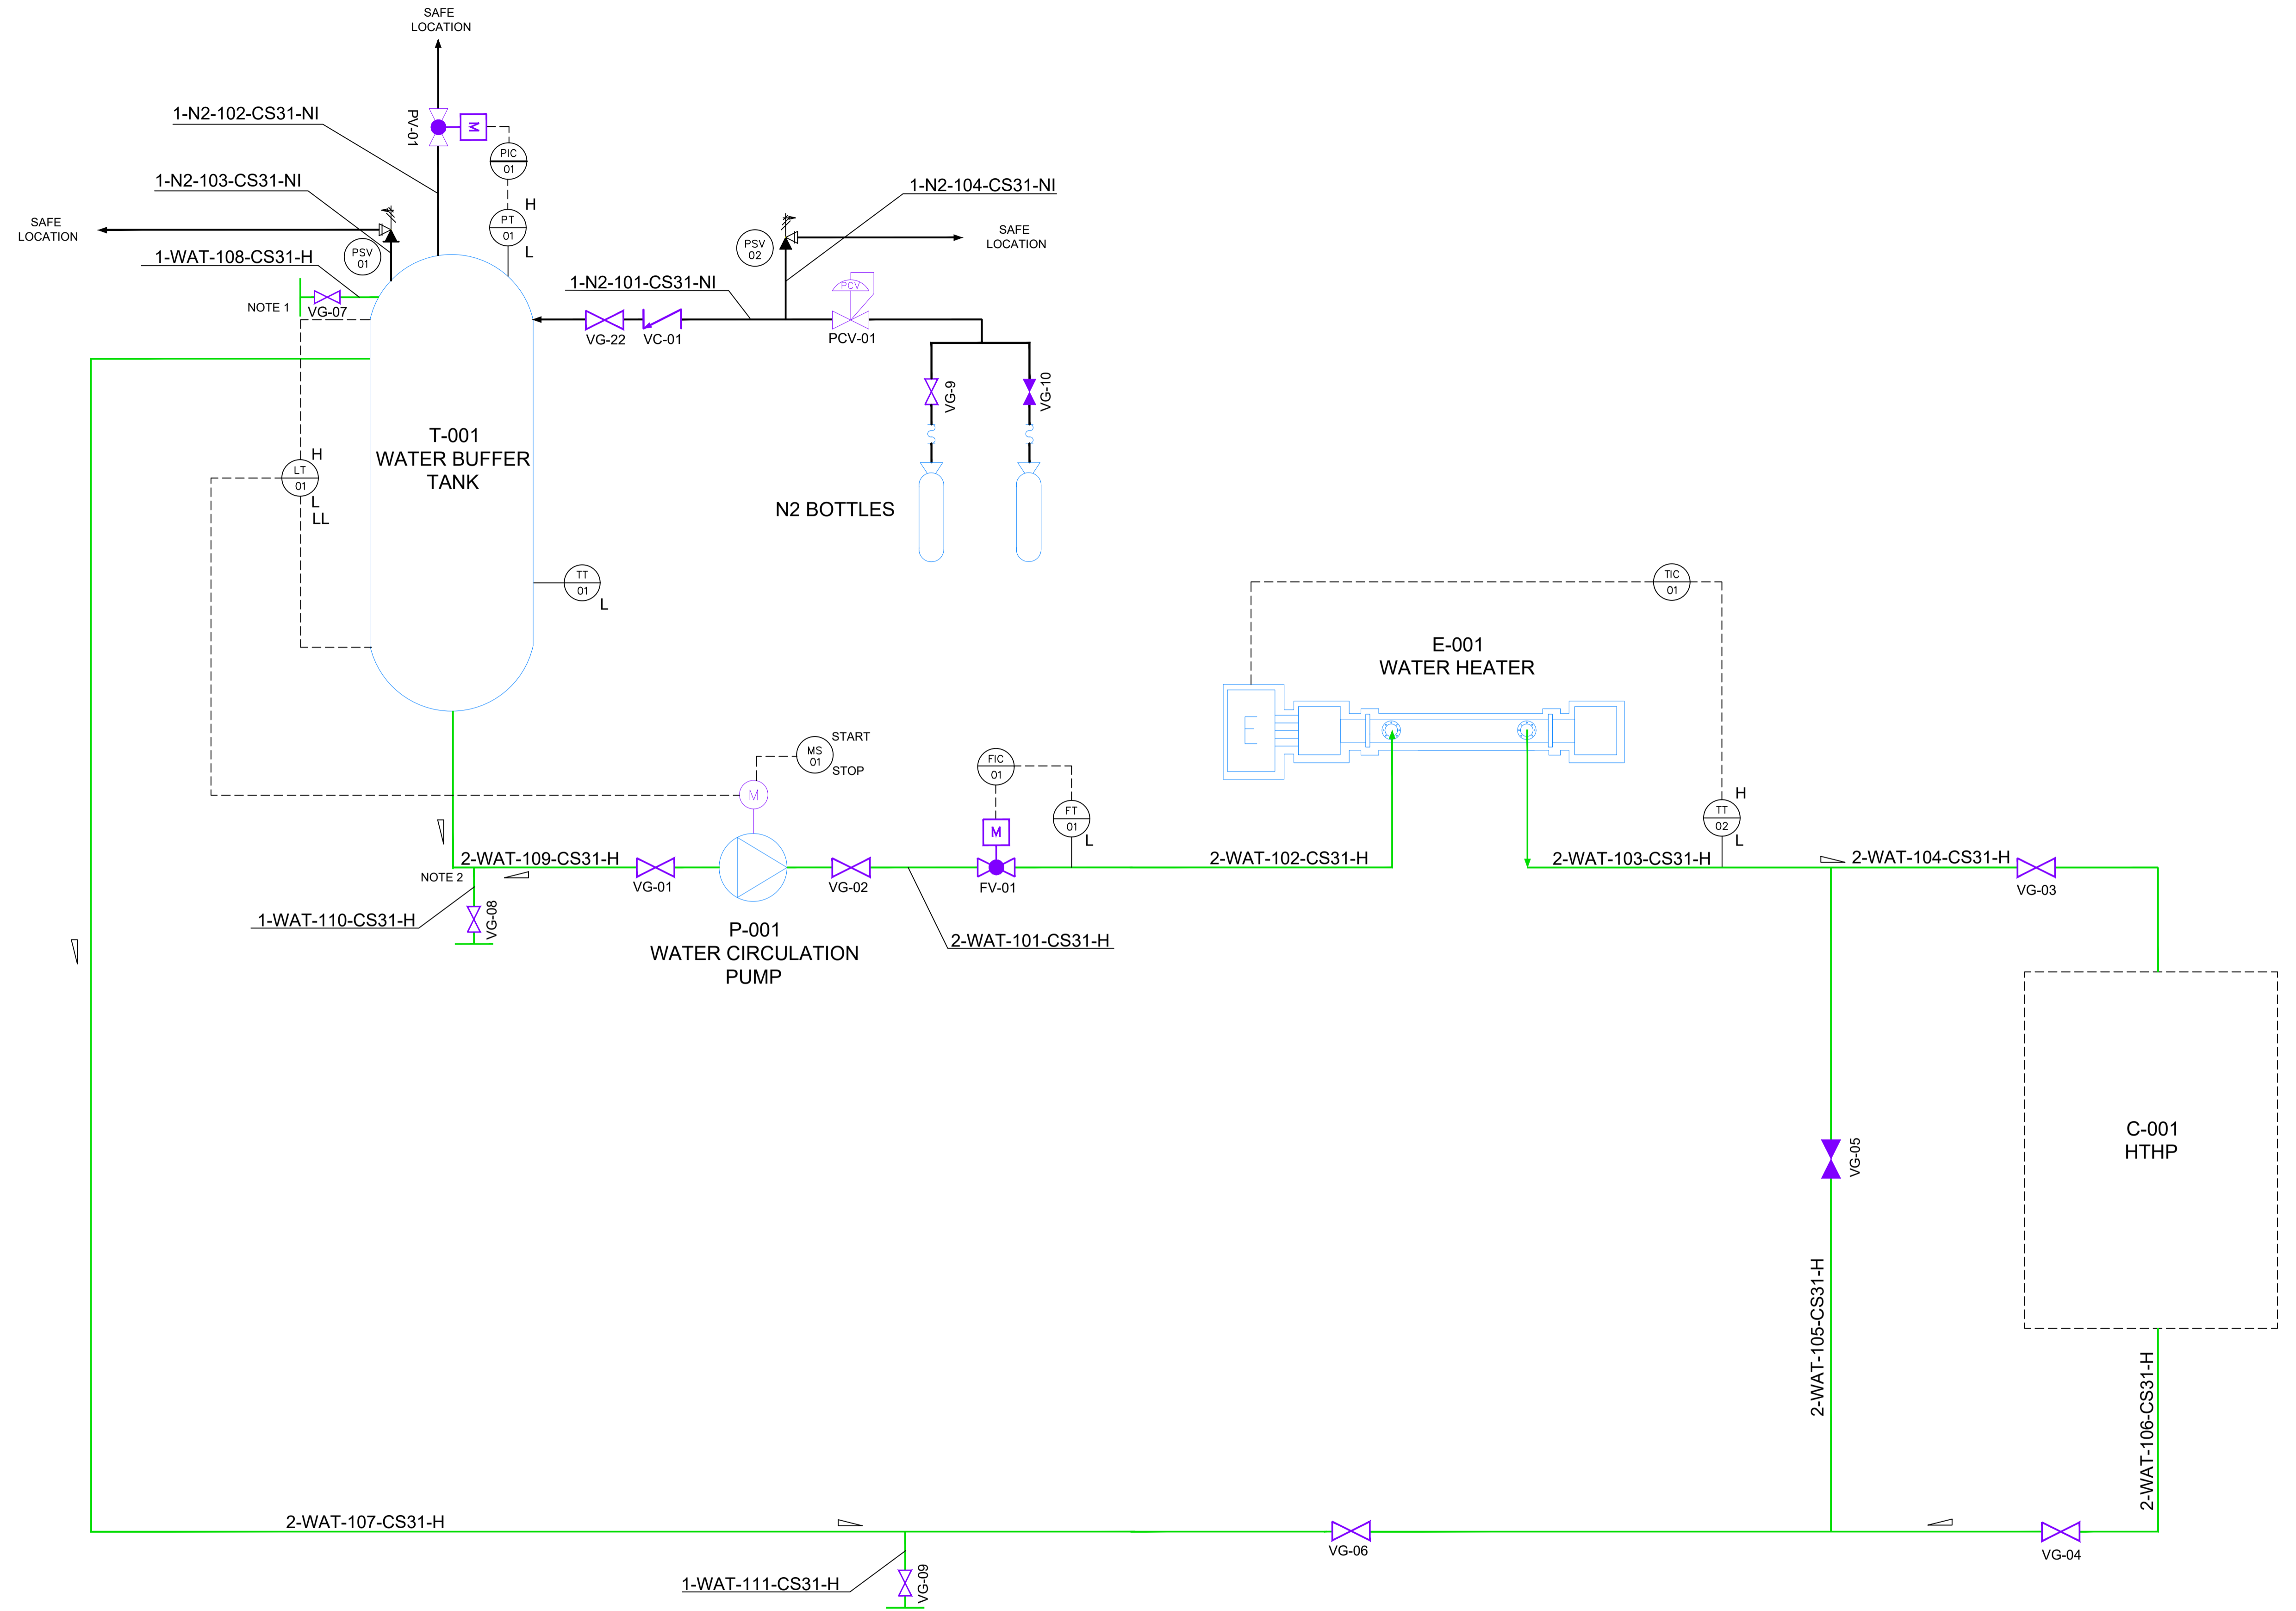 SAFE
LOCATION
PV-01
M
1-N2-102-CS31-NI
PIC
01
1-N2-103-CS31-NI
1-N2-104-CS31-NI
H
PT
01
L
SAFE
LOCATION
PSV
01
PSV
02
SAFE
LOCATION
1-WAT-108-CS31-H
NOTE 1
VG-07
1-N2-101-CS31-NI
PCV
VG-22
VC-01
PCV-01
VG-9
VG-10
T-001
WATER BUFFER
TANK
H
LT
01
L
LL
N2 BOTTLES
TT
01
L
TIC
01
E-001
WATER HEATER
E
MS
01
START
STOP
M
FIC
01
M
FT
01
L
H
TT
02
L
2-WAT-109-CS31-H
NOTE 2
VG-01
VG-02
FV-01
2-WAT-102-CS31-H
2-WAT-103-CS31-H
2-WAT-104-CS31-H
VG-03
1-WAT-110-CS31-H
VG-08
P-001
WATER CIRCULATION
PUMP
2-WAT-101-CS31-H
C-001
HTHP
VG-05
2-WAT-105-CS31-H
2-WAT-106-CS31-H
2-WAT-107-CS31-H
VG-06
VG-04
1-WAT-111-CS31-H
VG-09